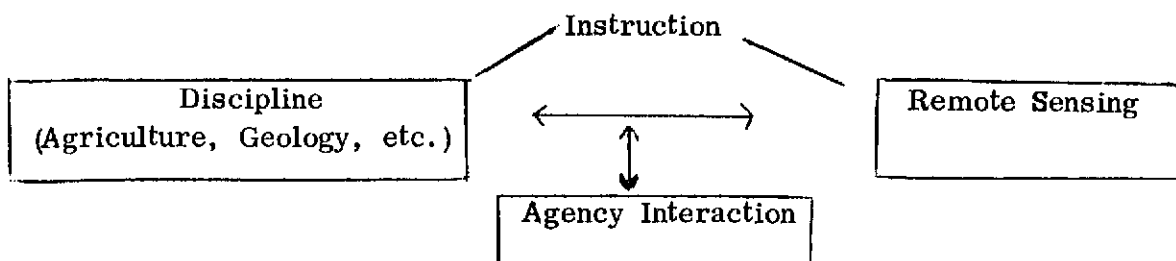 Instruction
Discipline
(Agriculture, Geology, etc.)
Remote Sensing
Agency Interaction